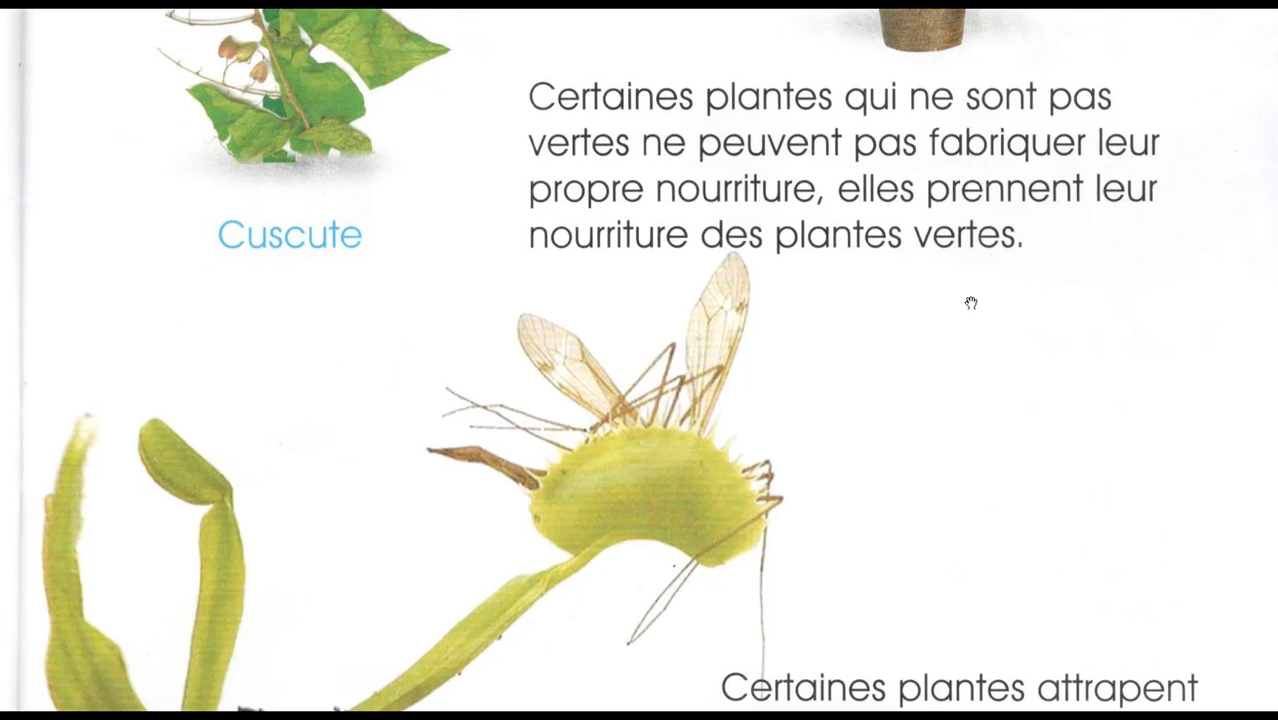 Certaines plantes qui ne sont pas
vertes ne peuvent pas fabriquer leur
propre nourriture, elles prennent leur
nourriture des plantes vertes.
Cuscute
Certaines plantes attrapent